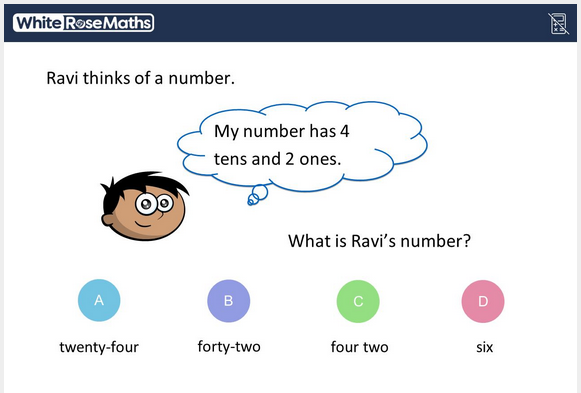 White Rose Maths
Ravi thinks of a number.
My number has 4
tens and 2 ones.
What is Ravi's number?
A B C D
twenty-four forty-two four two six